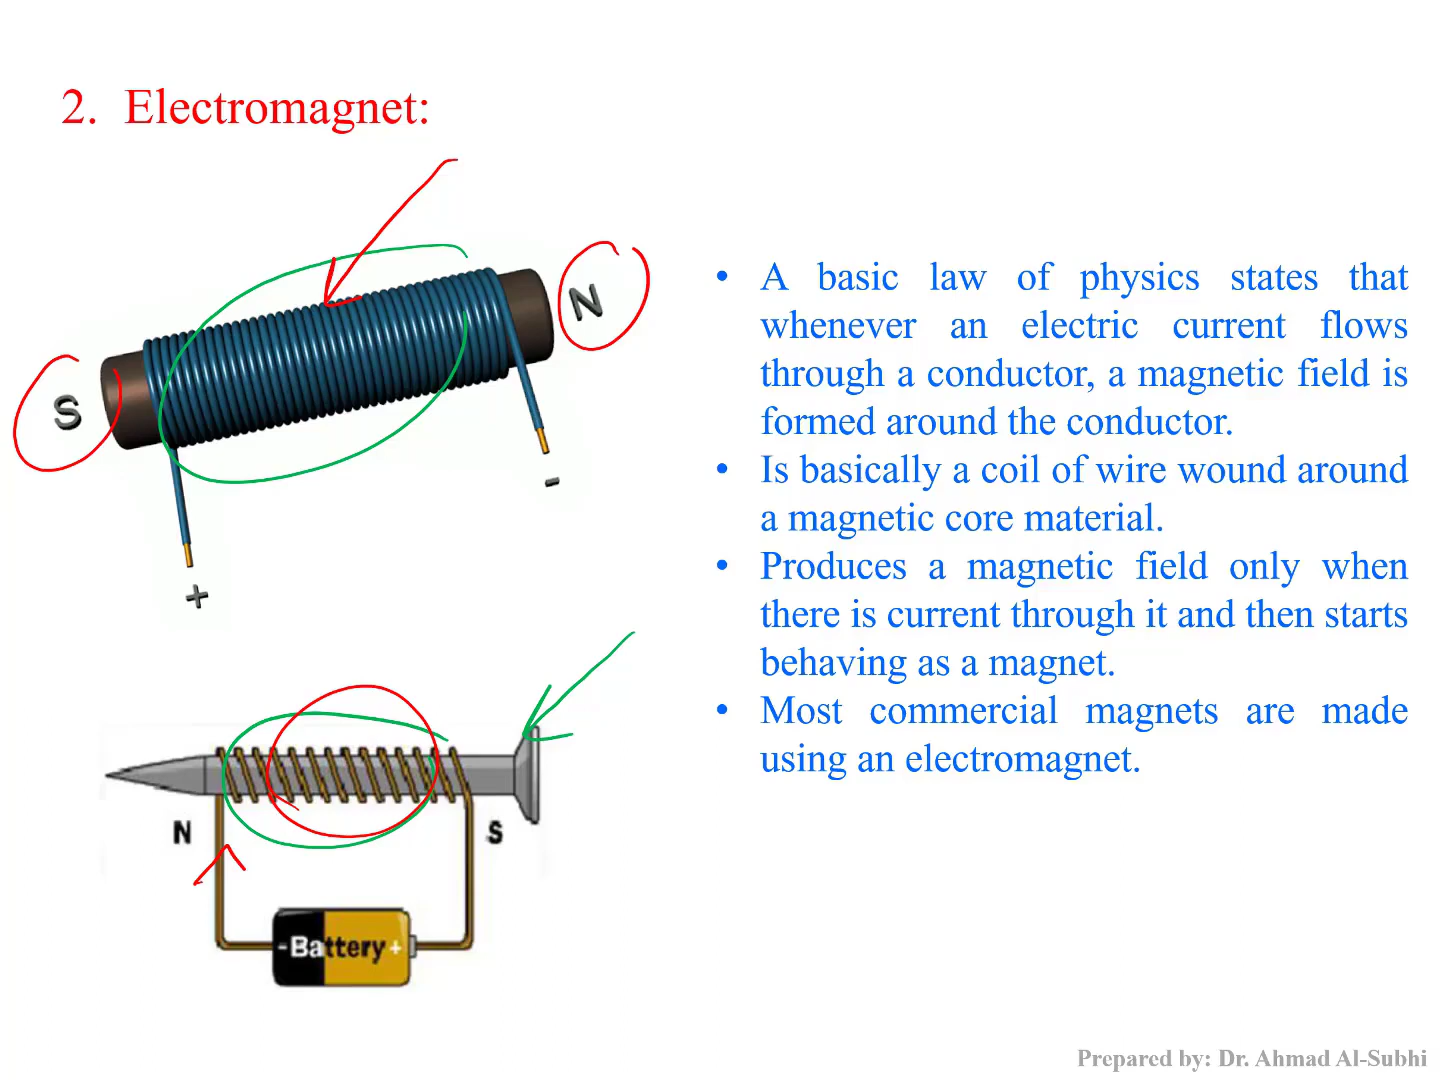 2. Electromagnet:
N
S
-
+
N
S
- Battery +
• A basic law of physics states that
whenever an electric current flows
through a conductor, a magnetic field is
formed around the conductor.
• Is basically a coil of wire wound around
a magnetic core material.
• Produces a magnetic field only when
there is current through it and then starts
behaving as a magnet.
• Most commercial magnets are made
using an electromagnet.
Prepared by: Dr. Ahmad Al-Subhi